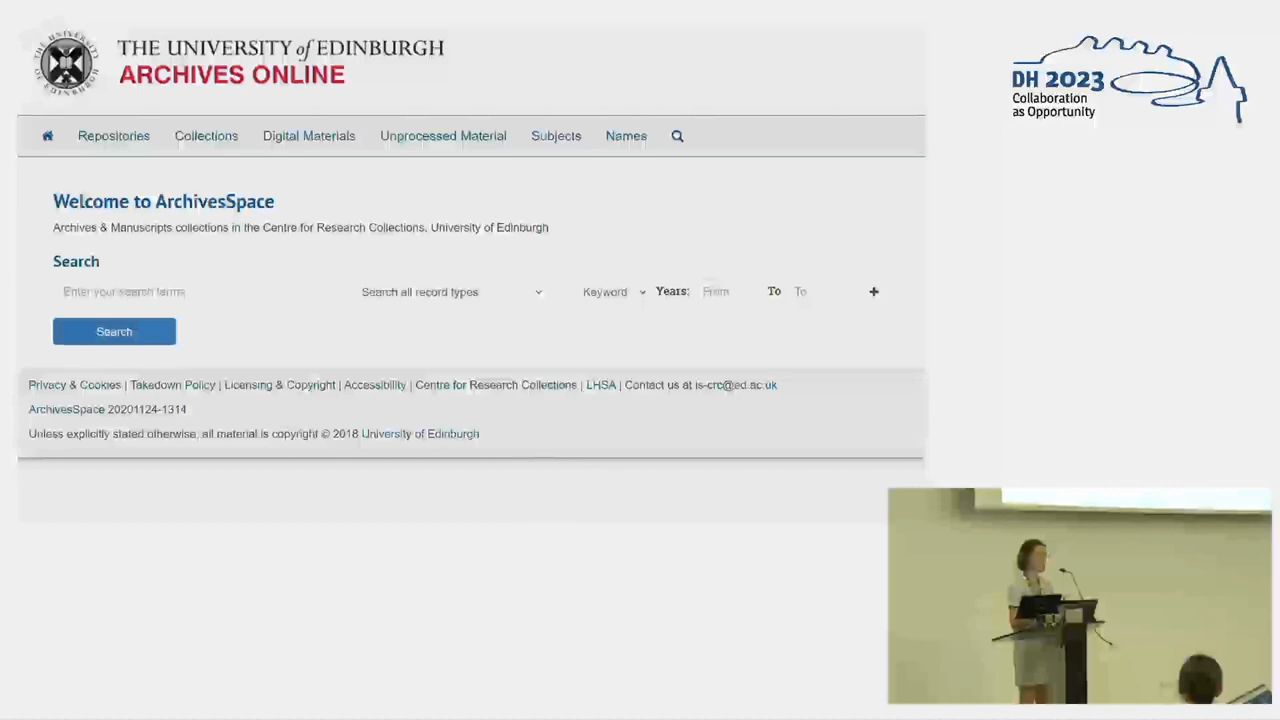 THE UNIVERSITY of EDINBURGH
ARCHIVES ONLINE
DH 2023
Collaboration
as Opportunity
Repositories Collections Digital Materials Unprocessed Material Subjects Names
Welcome to ArchivesSpace
Archives & Manuscripts collections in the Centre for Research Collections, University of Edinburgh
Search
Enter your search terms Search all record types Keyword Years: From To To +
Search
Privacy & Cookies | Takedown Policy | Licensing & Copyright | Accessibility | Centre for Research Collections | LHSA | Contact us at is-crc@ed.ac.uk
ArchivesSpace 20201124-1314
Unless explicitly stated otherwise, all material is copyright © 2018 University of Edinburgh